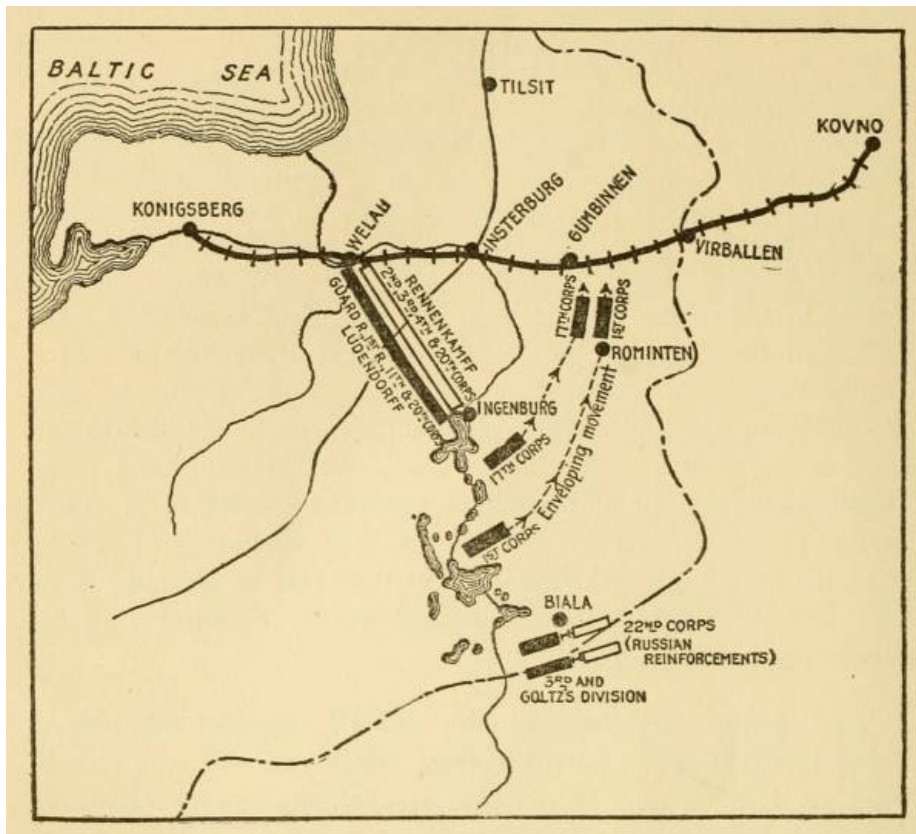 BALTIC SEA
TILSIT
KOVNO
KONIGSBERG
WELAU
INSTERBURG
GUMBINNEN
VIRBALLEN
RENNENKAMFF
2ND, 3RD, 4TH & 20TH CORPS
GUARD R., 1ST R., 11TH & 20TH CORPS
LUDENDORFF
17TH CORPS
1ST CORPS
ROMINTEN
INGENBURG
17TH CORPS
Enveloping movement
1ST CORPS
BIALA
22ND CORPS
(RUSSIAN
REINFORCEMENTS)
3RD AND
GOLTZ'S DIVISION